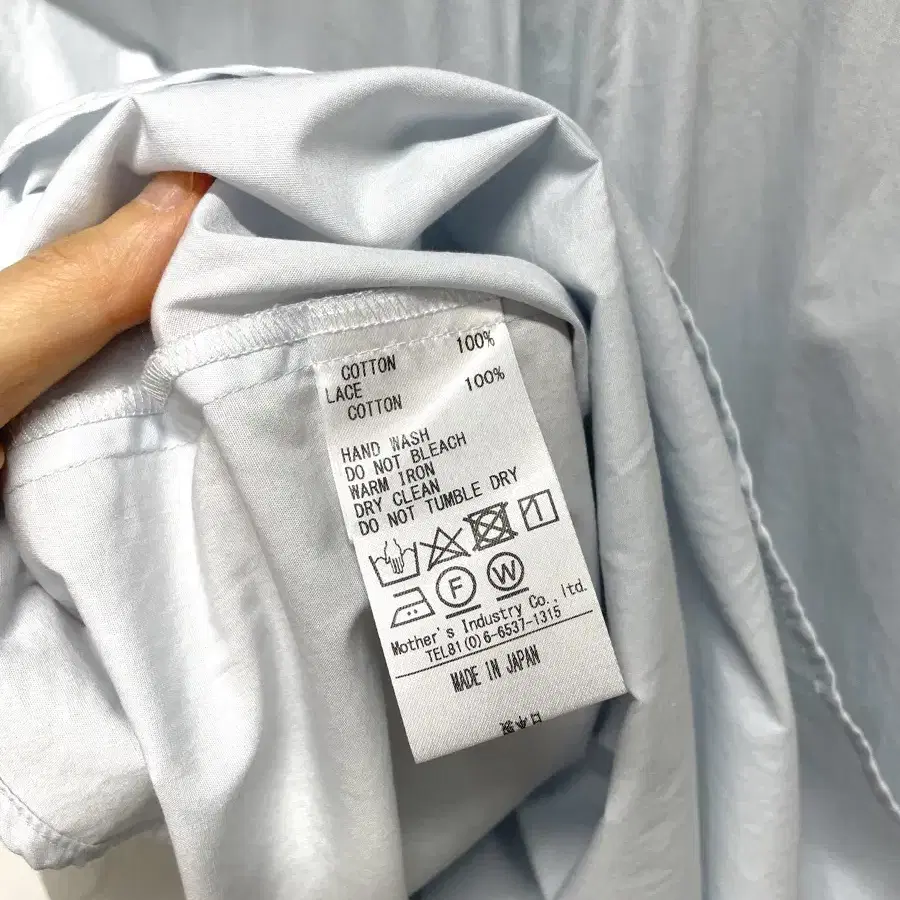 COTTON 100%
LACE
COTTON 100%
HAND WASH
DO NOT BLEACH
WARM IRON
DRY CLEAN
DO NOT TUMBLE DRY
F W
Mother's Industry Co.,ltd.
TEL81(0)6-6537-1315
MADE IN JAPAN
日本製